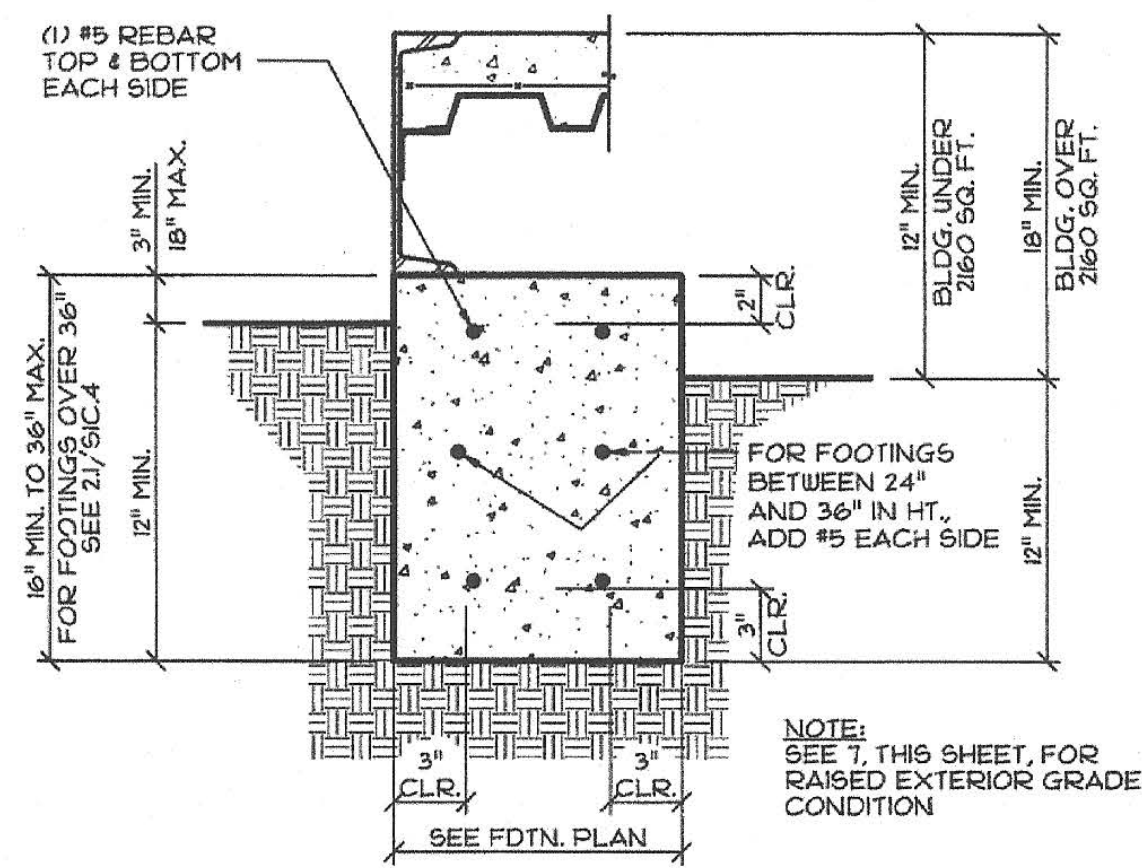 (1) #5 REBAR
TOP & BOTTOM
EACH SIDE
3" MIN.
18" MAX.
16" MIN. TO 36" MAX.
FOR FOOTINGS OVER 36"
SEE 2.1/S1C.4
12" MIN.
2"
CLR.
12" MIN.
BLDG. UNDER
2160 SQ. FT.
18" MIN.
BLDG. OVER
2160 SQ. FT.
FOR FOOTINGS
BETWEEN 24"
AND 36" IN HT.,
ADD #5 EACH SIDE
3"
CLR.
12" MIN.
3"
CLR.
3"
CLR.
SEE FDTN. PLAN
NOTE:
SEE 7, THIS SHEET, FOR
RAISED EXTERIOR GRADE
CONDITION